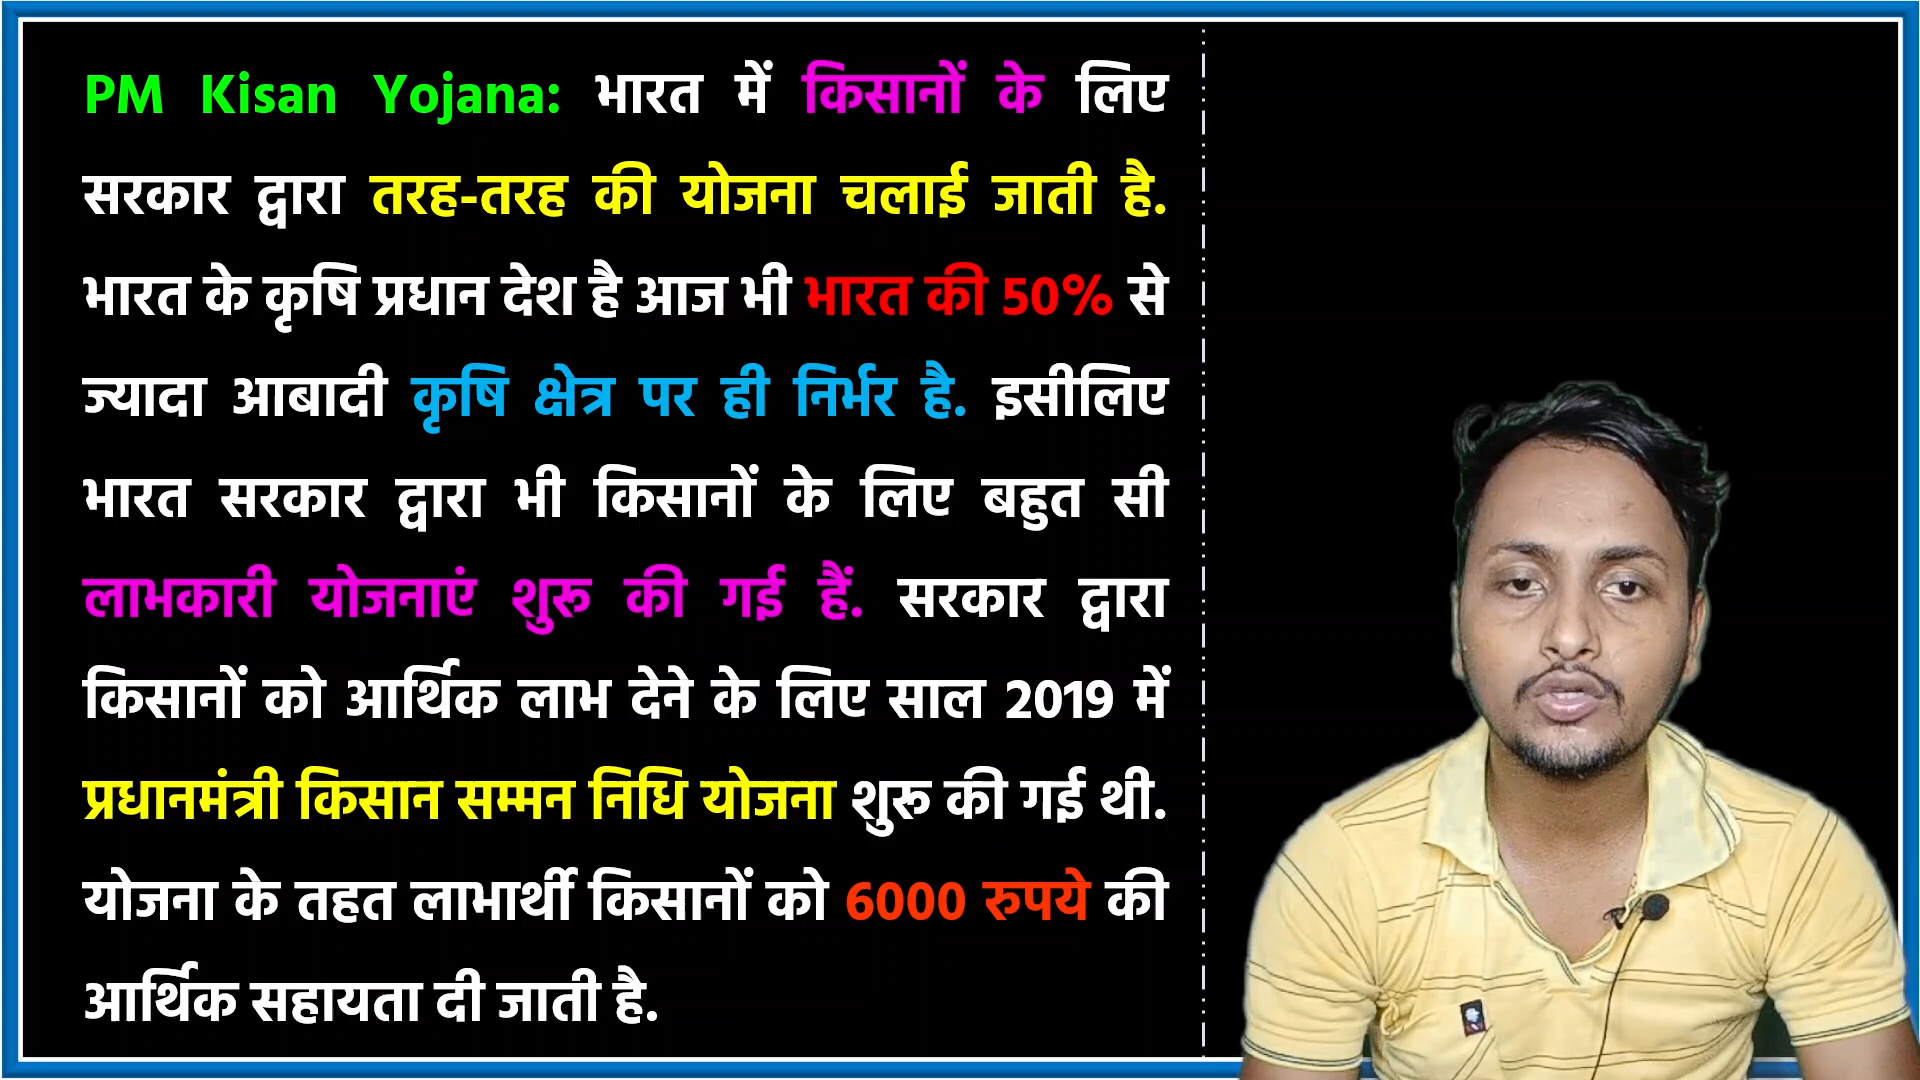 PM Kisan Yojana: भारत में किसानों के लिए
सरकार द्वारा तरह-तरह की योजना चलाई जाती है.
भारत के कृषि प्रधान देश है आज भी भारत की 50% से
ज्यादा आबादी कृषि क्षेत्र पर ही निर्भर है. इसीलिए
भारत सरकार द्वारा भी किसानों के लिए बहुत सी
लाभकारी योजनाएं शुरू की गई हैं. सरकार द्वारा
किसानों को आर्थिक लाभ देने के लिए साल 2019 में
प्रधानमंत्री किसान सम्मन निधि योजना शुरू की गई थी.
योजना के तहत लाभार्थी किसानों को 6000 रुपये की
आर्थिक सहायता दी जाती है.